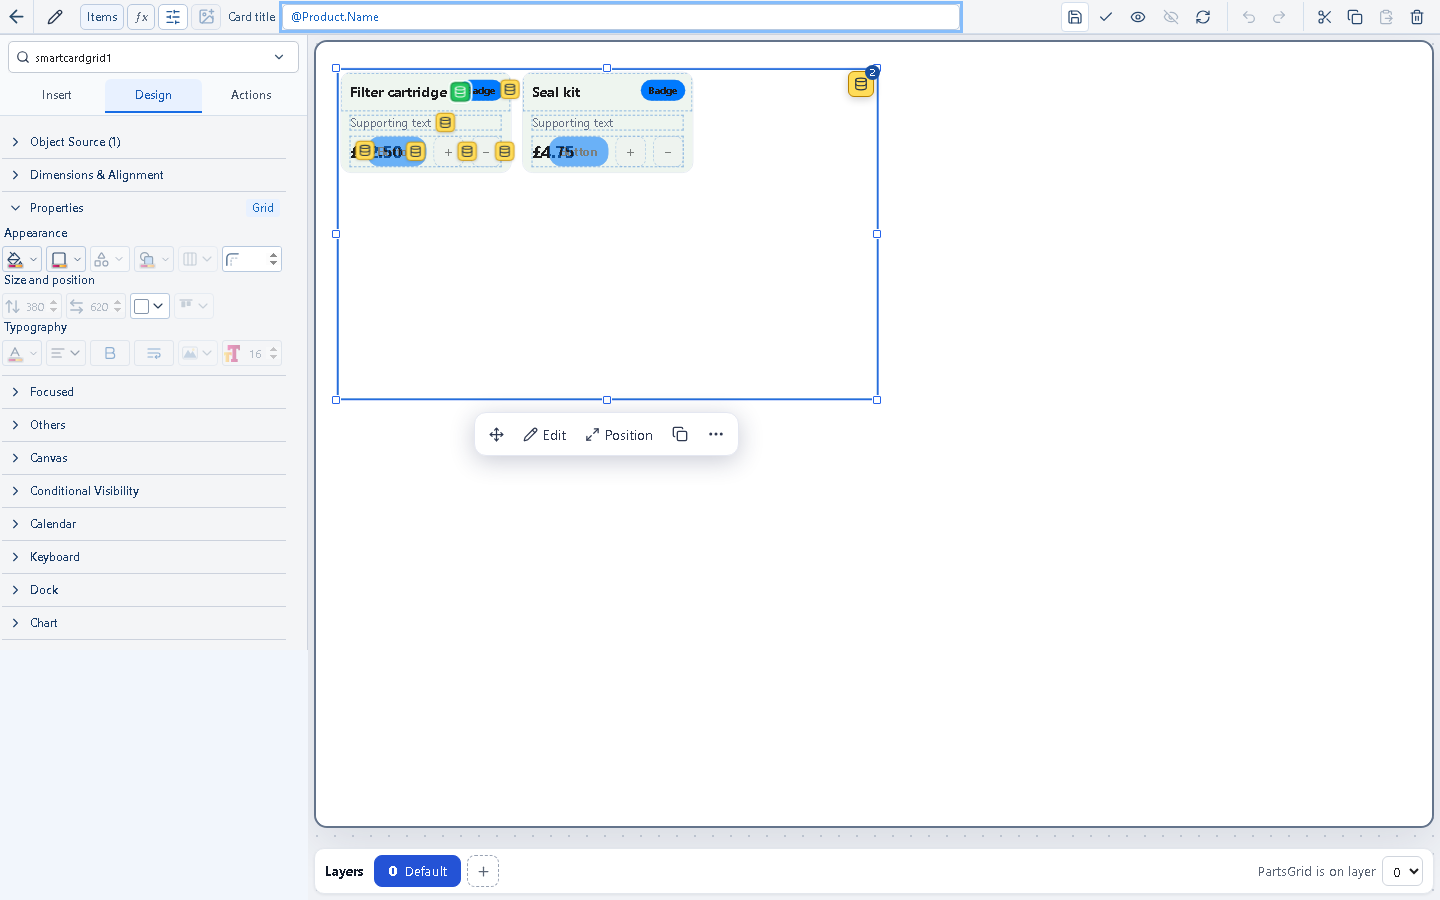 Items
ƒx
Card title
@Product.Name
smartcardgrid1
Insert
Design
Actions
Object Source (1)
Dimensions & Alignment
Properties
Grid
Appearance
Size and position
380
620
Typography
A
B
T
16
Focused
Others
Canvas
Conditional Visibility
Calendar
Keyboard
Dock
Chart
2
Filter cartridge
Seal kit
Badge
Supporting text
Supporting text
+
−
£4.75
+
−
Edit
Position
Layers
0 Default
+
PartsGrid is on layer
0